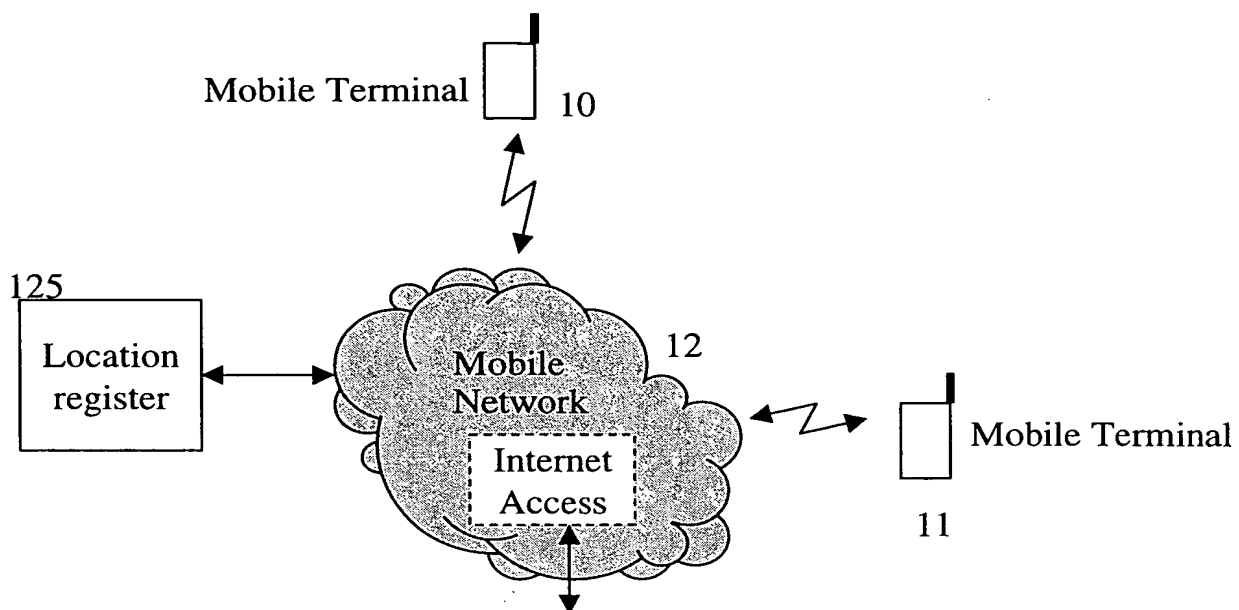 Mobile Terminal
10
125
Location
register
Mobile
Network
12
Internet
Access
Mobile Terminal
11